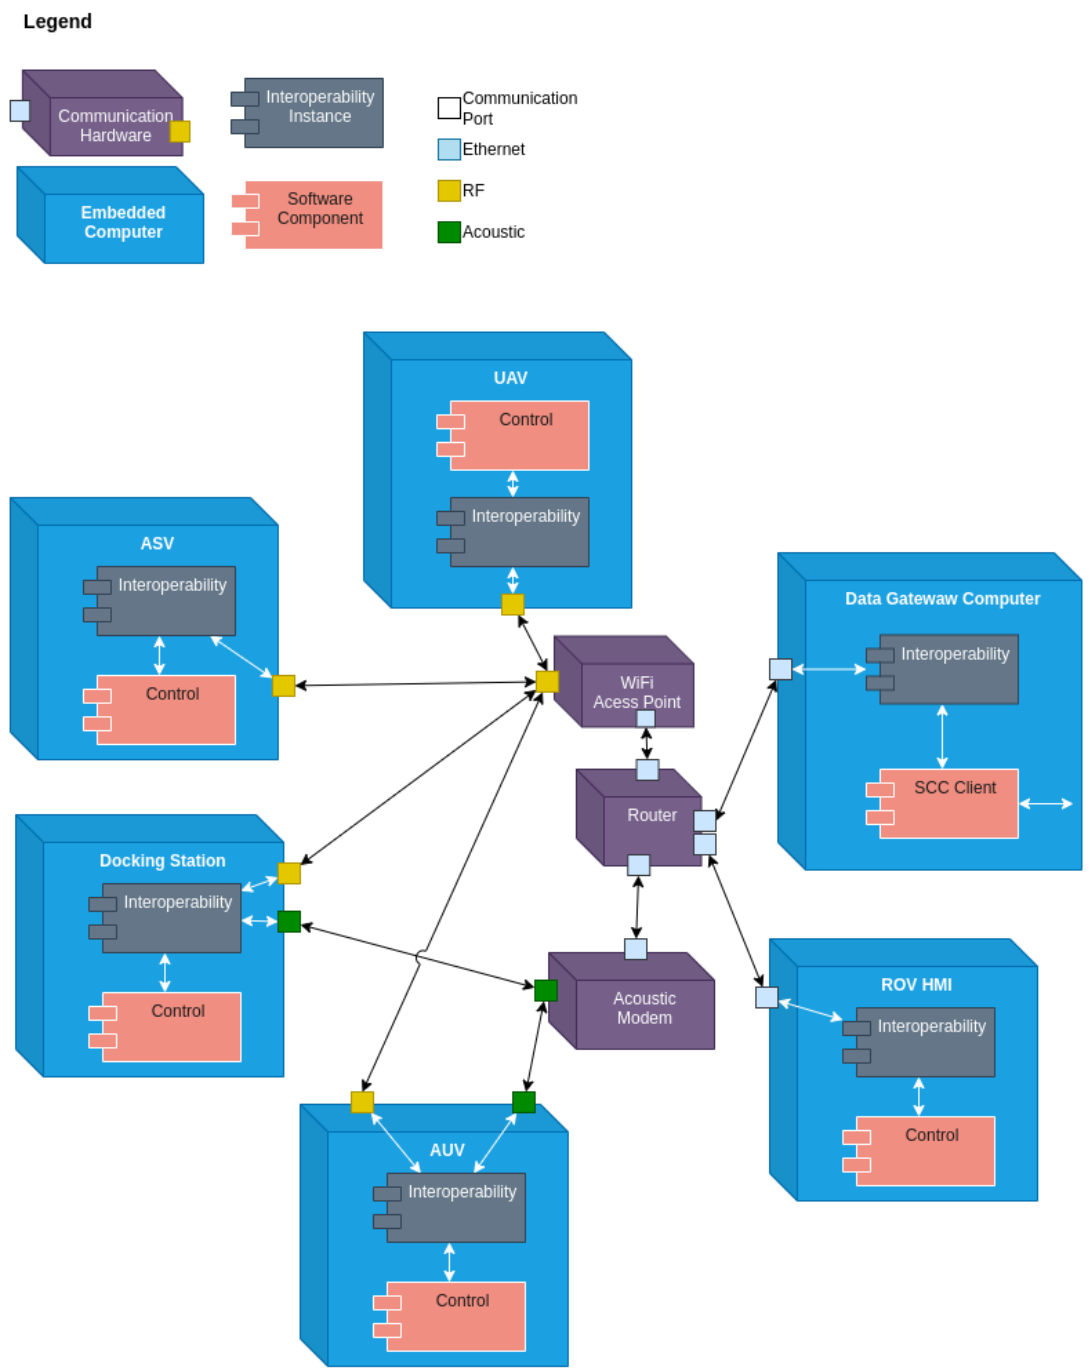 Legend
Communication
Hardware
Interoperability
Instance
Communication
Port
Ethernet
Embedded
Computer
Software
Component
RF
Acoustic
UAV
Control
Interoperability
ASV
Interoperability
Control
WiFi
Acess Point
Data Gatewaw Computer
Interoperability
SCC Client
Router
Docking Station
Interoperability
Control
Acoustic
Modem
ROV HMI
Interoperability
Control
AUV
Interoperability
Control